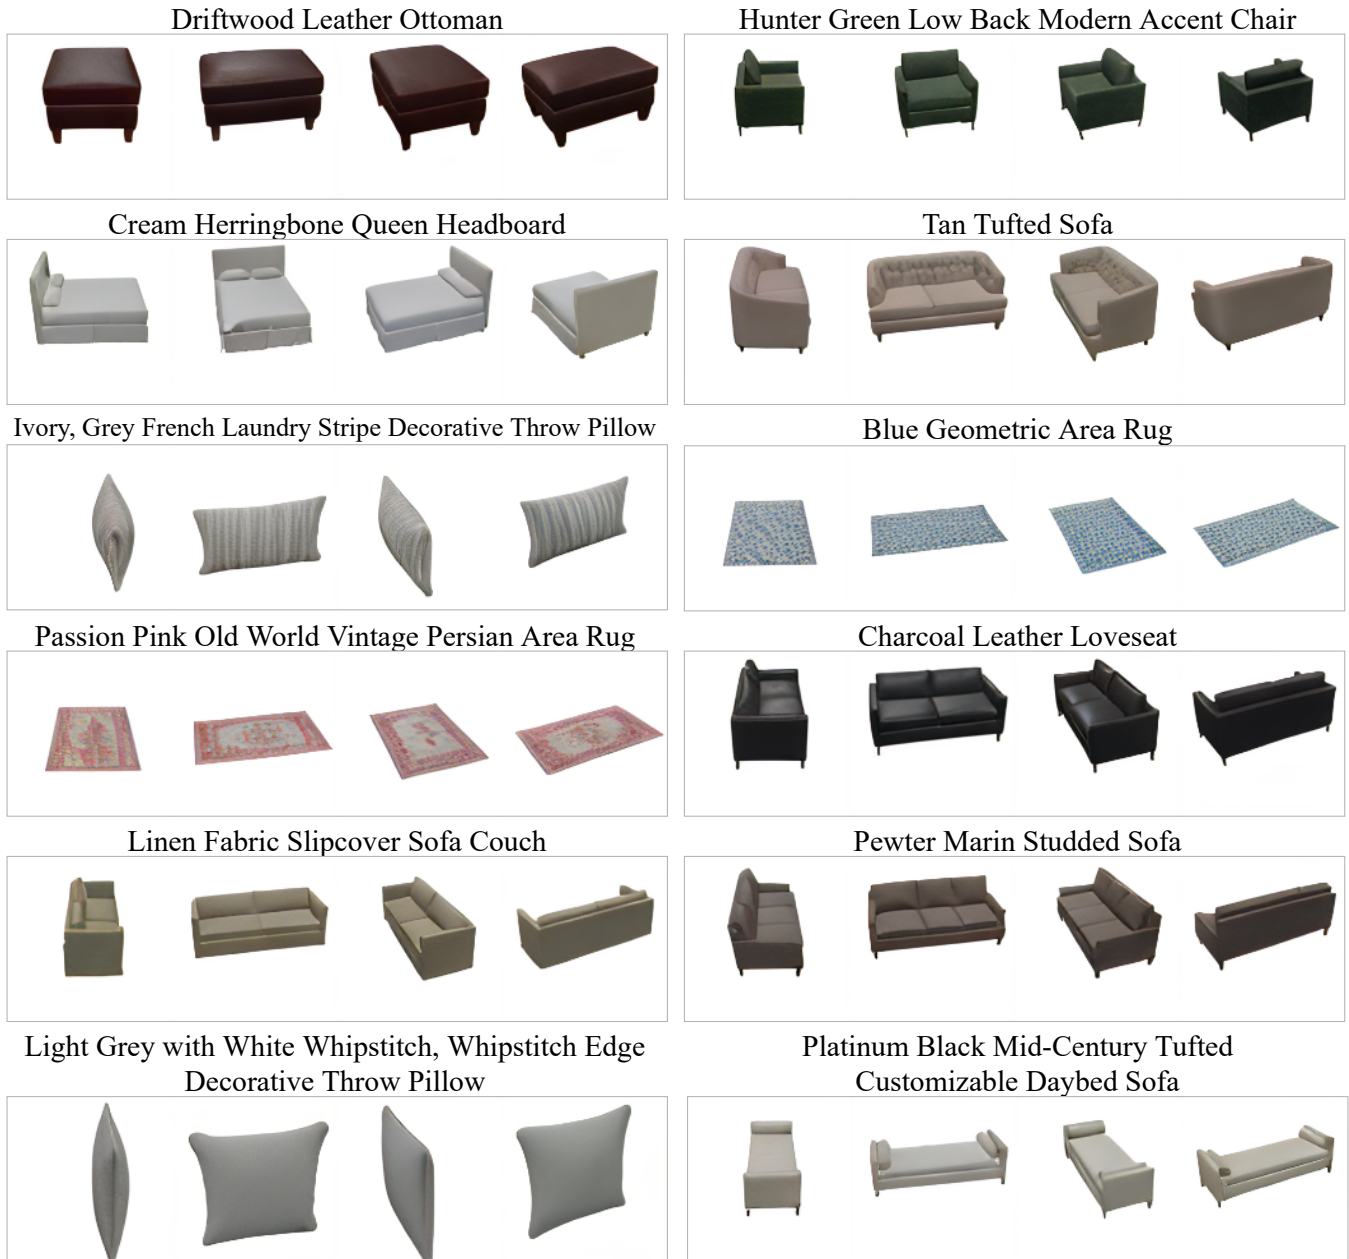 Driftwood Leather Ottoman
Hunter Green Low Back Modern Accent Chair
Cream Herringbone Queen Headboard
Tan Tufted Sofa
Ivory, Grey French Laundry Stripe Decorative Throw Pillow
Blue Geometric Area Rug
Passion Pink Old World Vintage Persian Area Rug
Charcoal Leather Loveseat
Linen Fabric Slipcover Sofa Couch
Pewter Marin Studded Sofa
Light Grey with White Whipstitch, Whipstitch Edge
Decorative Throw Pillow
Platinum Black Mid-Century Tufted
Customizable Daybed Sofa